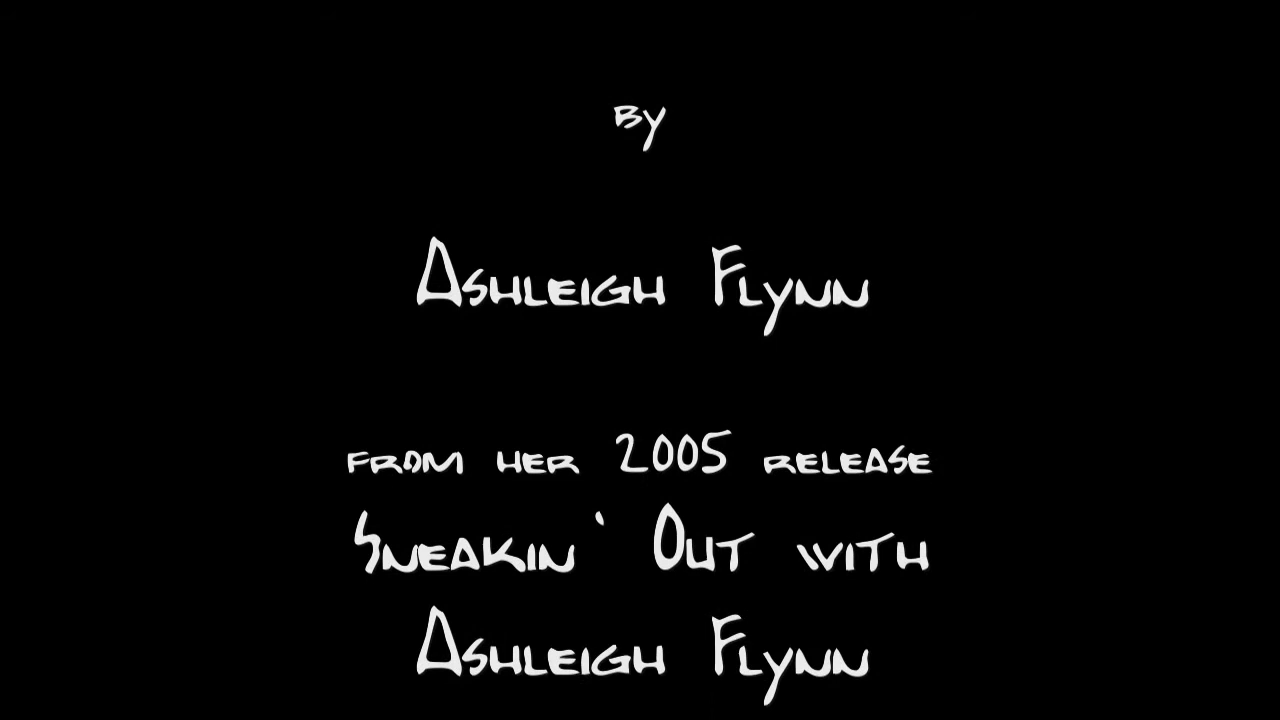 by
Ashleigh Flynn
from her 2005 release
Sneakin' Out with
Ashleigh Flynn